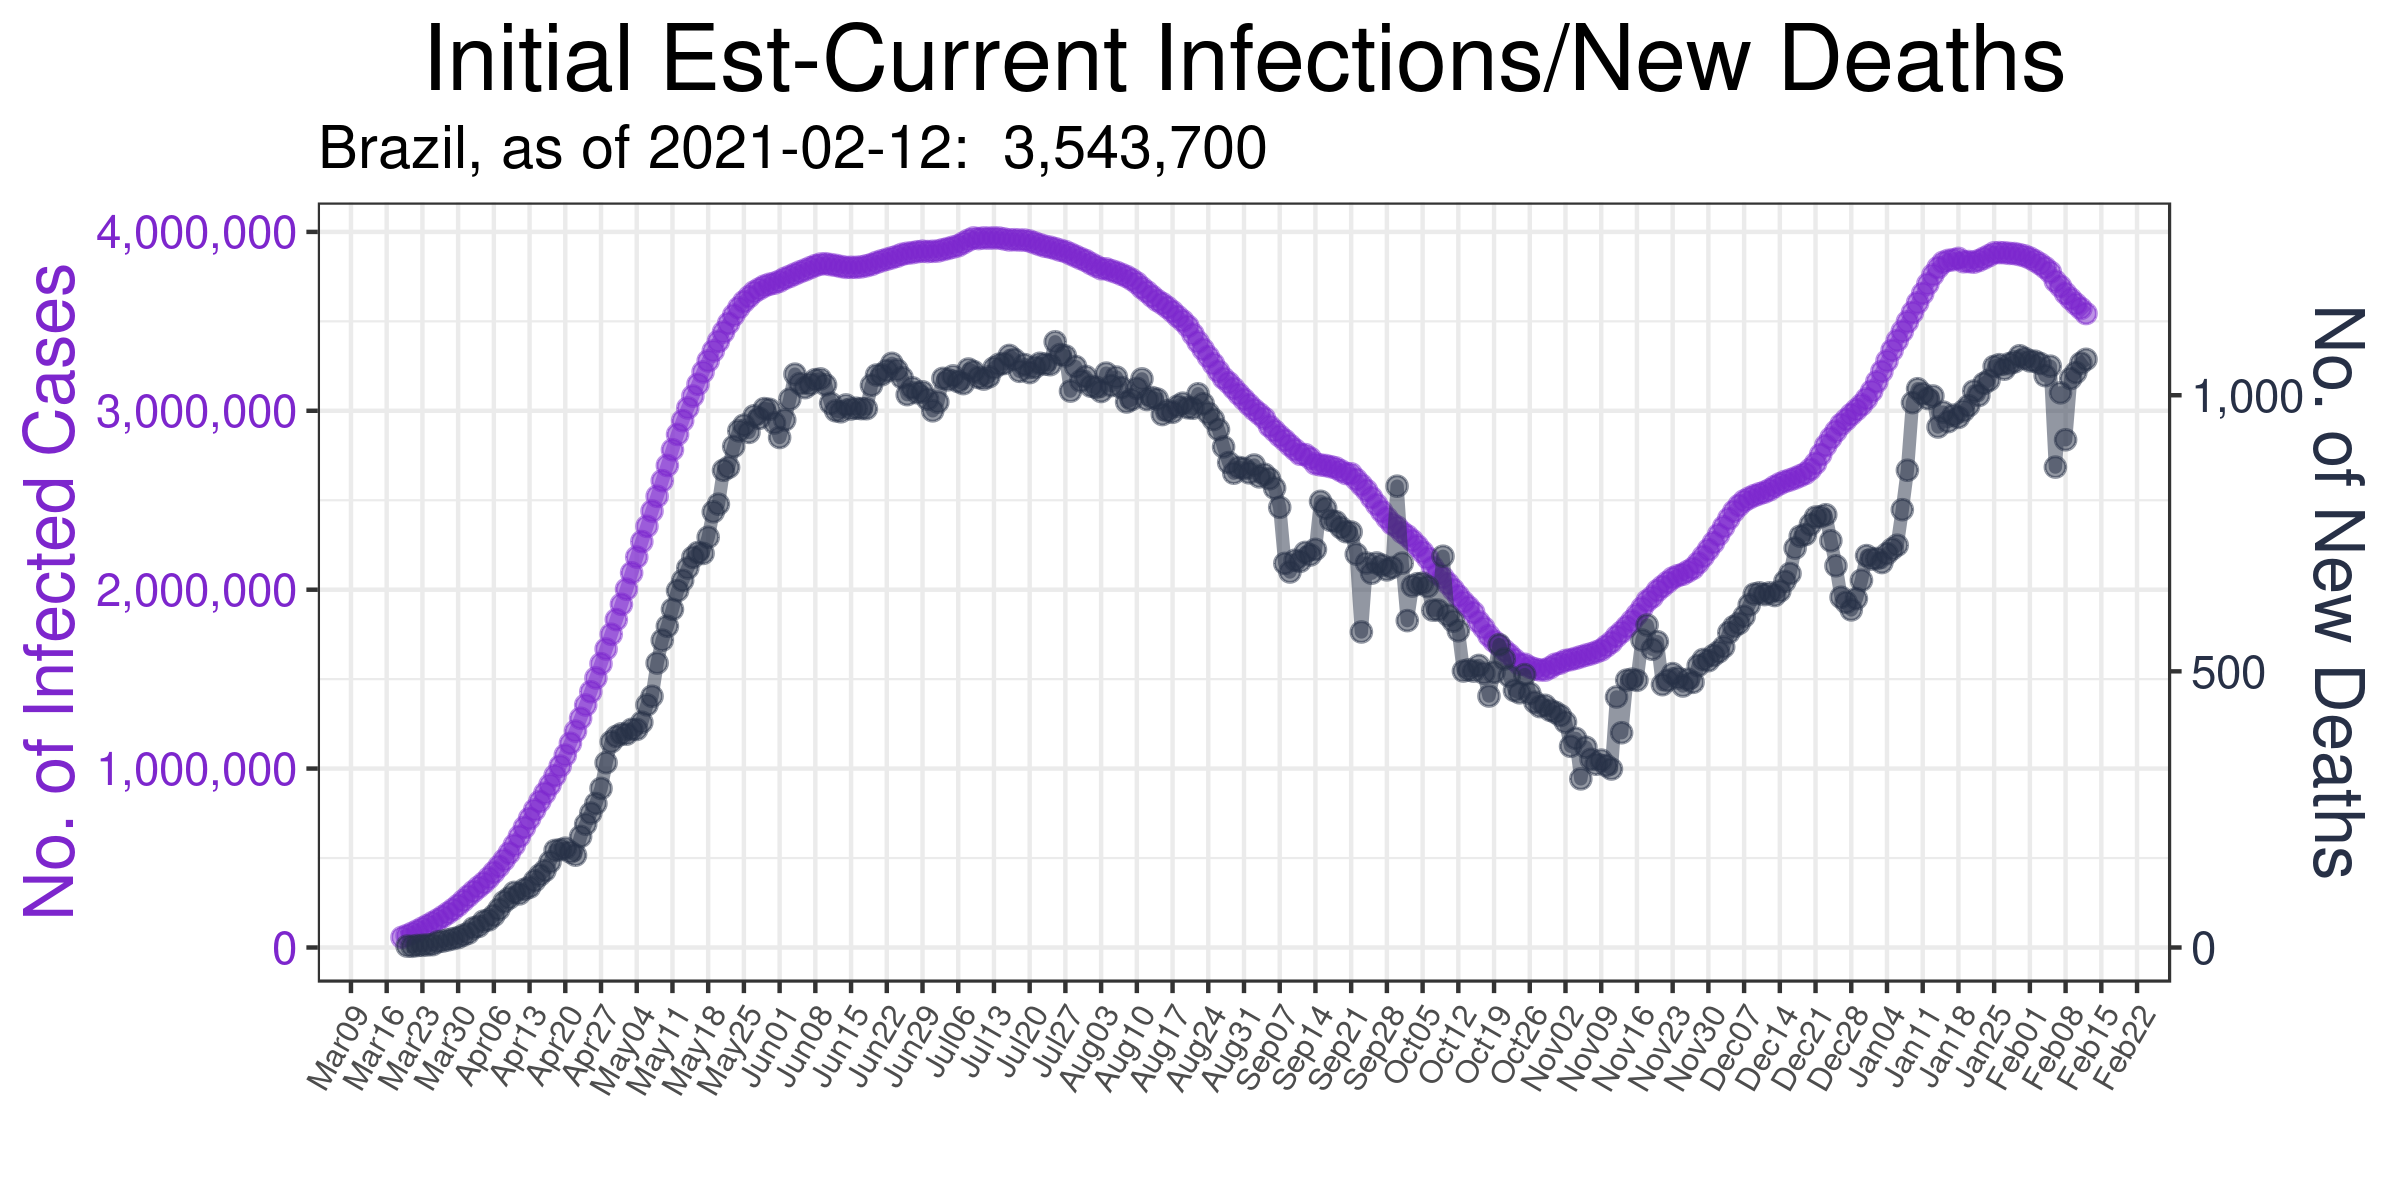 Initial Est-Current Infections/New Deaths
Brazil, as of 2021-02-12:  3,543,700
No. of Infected Cases
4,000,000
3,000,000
2,000,000
1,000,000
0
No. of New Deaths
1,000
500
0
Mar09
Mar16
Mar23
Mar30
Apr06
Apr13
Apr20
Apr27
May04
May11
May18
May25
Jun01
Jun08
Jun15
Jun22
Jun29
Jul06
Jul13
Jul20
Jul27
Aug03
Aug10
Aug17
Aug24
Aug31
Sep07
Sep14
Sep21
Sep28
Oct05
Oct12
Oct19
Oct26
Nov02
Nov09
Nov16
Nov23
Nov30
Dec07
Dec14
Dec21
Dec28
Jan04
Jan11
Jan18
Jan25
Feb01
Feb08
Feb15
Feb22